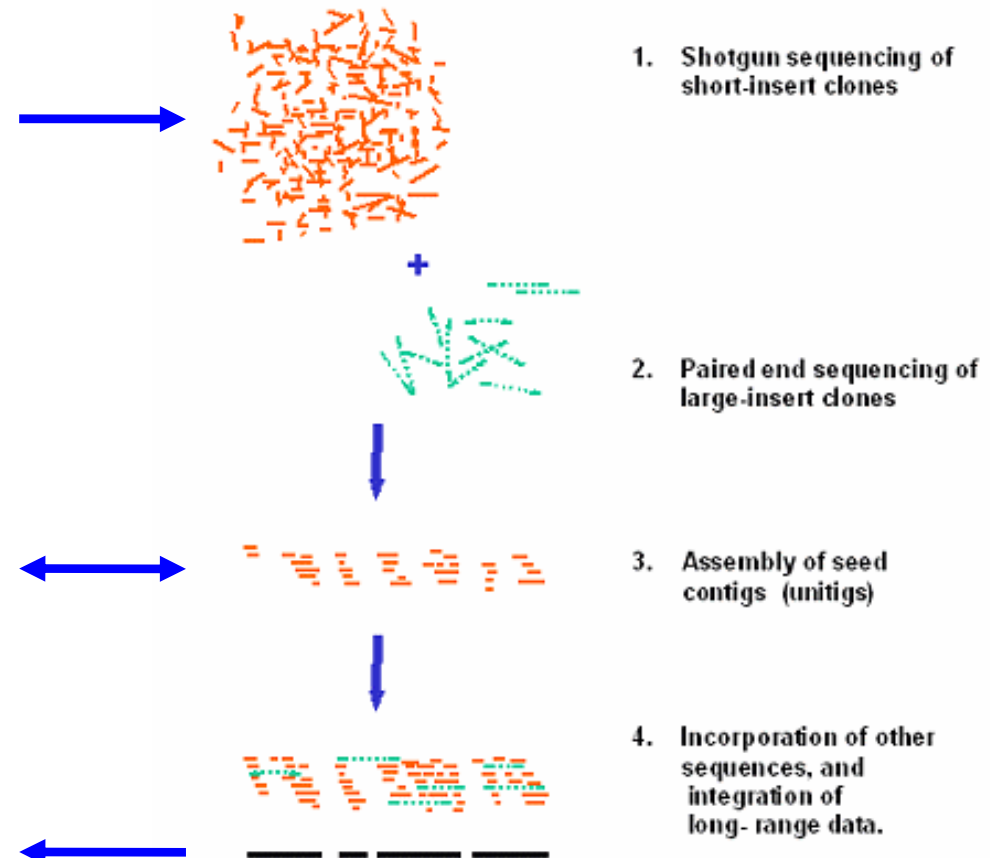 1. Shotgun sequencing of
short-insert clones
+
2. Paired end sequencing of
large-insert clones
3. Assembly of seed
contigs (unitigs)
4. Incorporation of other
sequences, and
integration of
long- range data.